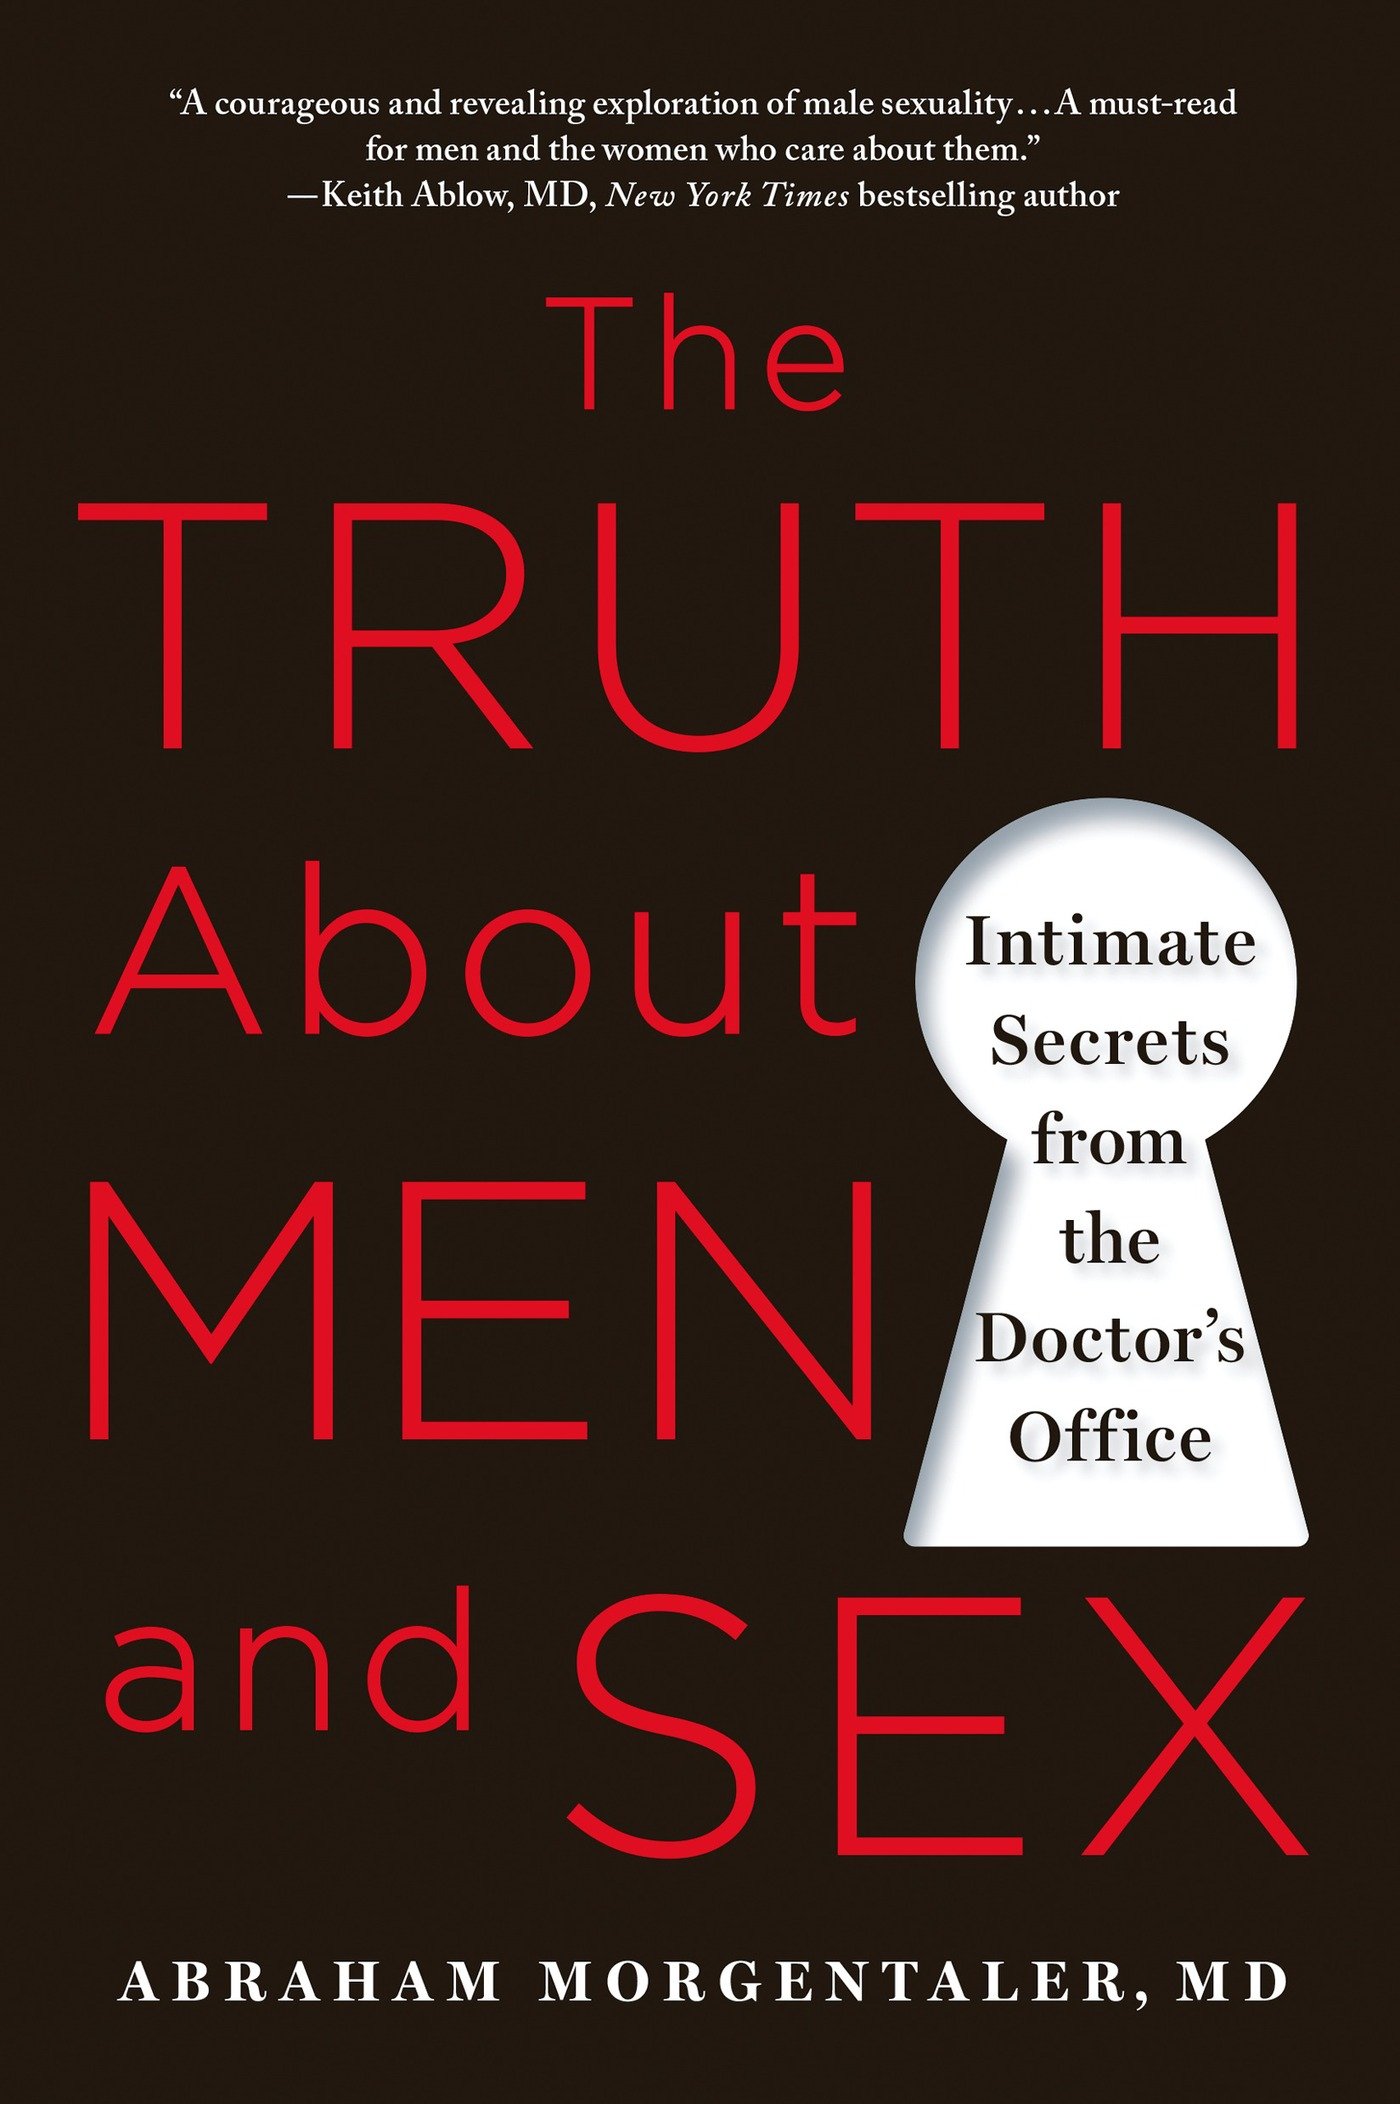 “A courageous and revealing exploration of male sexuality…A must-read
for men and the women who care about them.”
—Keith Ablow, MD, New York Times bestselling author
The
TRUTH
About
MEN
and SEX
Intimate
Secrets
from
the
Doctor’s
Office
ABRAHAM MORGENTALER, MD